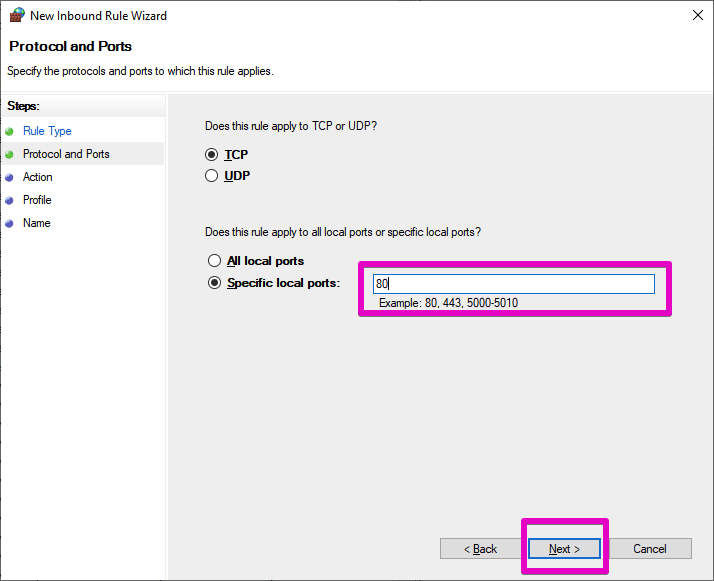 New Inbound Rule Wizard
Protocol and Ports
Specify the protocols and ports to which this rule applies.
Steps:
Rule Type
Protocol and Ports
Action
Profile
Name
Does this rule apply to TCP or UDP?
TCP
UDP
Does this rule apply to all local ports or specific local ports?
All local ports
Specific local ports:
80
Example: 80, 443, 5000-5010
< Back
Next >
Cancel